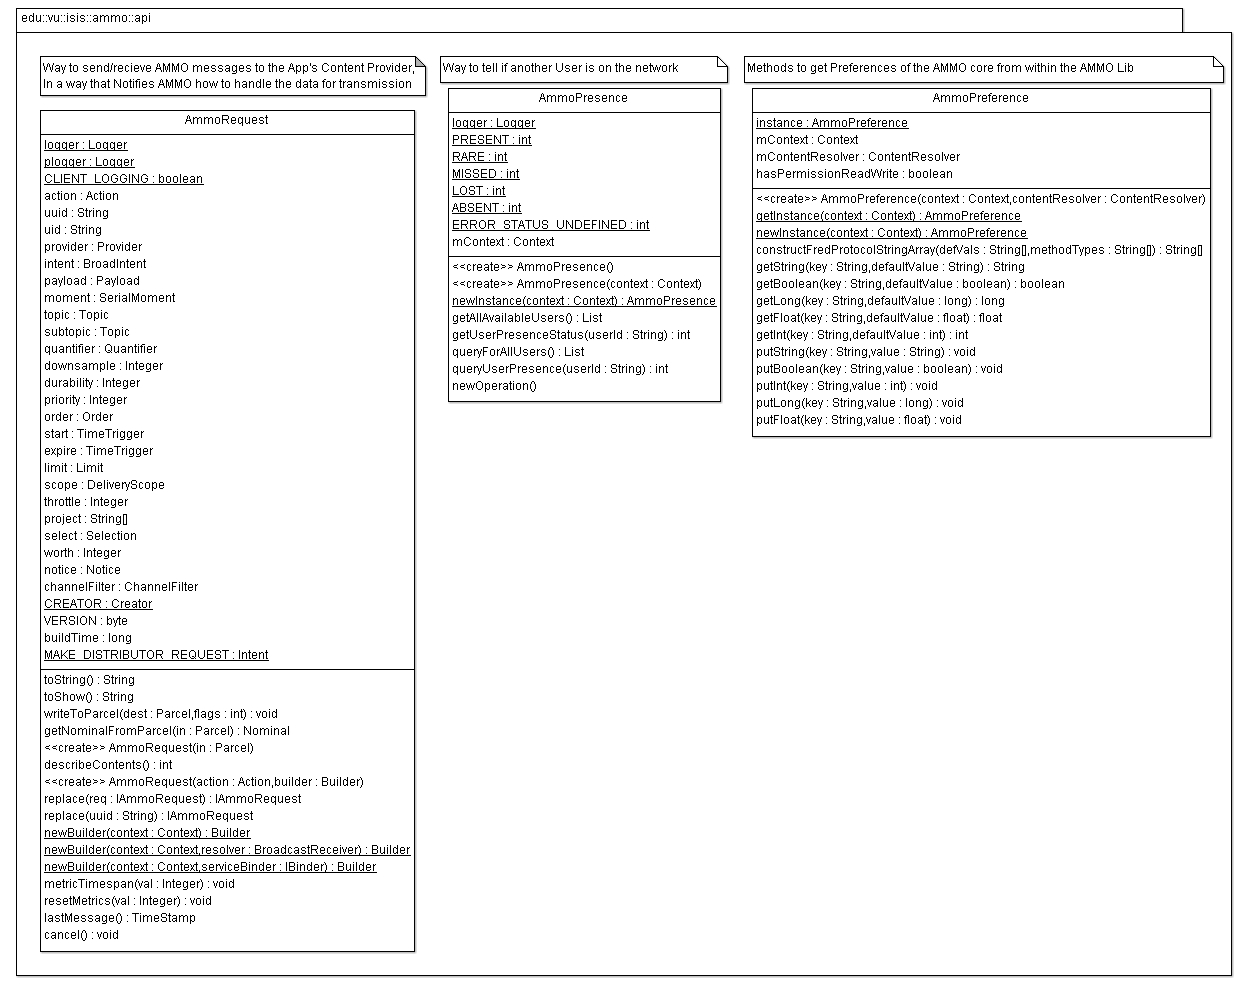 edu::vu::isis::ammo::api
Way to send/recieve AMMO messages to the App's Content Provider,
In a way that Notifies AMMO how to handle the data for transmission
AmmoRequest
logger : Logger
plogger : Logger
CLIENT_LOGGING : boolean
action : Action
uuid : String
uid : String
provider : Provider
intent : BroadIntent
payload : Payload
moment : SerialMoment
topic : Topic
subtopic : Topic
quantifier : Quantifier
downsample : Integer
durability : Integer
priority : Integer
order : Order
start : TimeTrigger
expire : TimeTrigger
limit : Limit
scope : DeliveryScope
throttle : Integer
project : String[]
select : Selection
worth : Integer
notice : Notice
channelFilter : ChannelFilter
CREATOR : Creator
VERSION : byte
buildTime : long
MAKE_DISTRIBUTOR_REQUEST : Intent
toString() : String
toShow() : String
writeToParcel(dest : Parcel,flags : int) : void
getNominalFromParcel(in : Parcel) : Nominal
<<create>> AmmoRequest(in : Parcel)
describeContents() : int
<<create>> AmmoRequest(action : Action,builder : Builder)
replace(req : IAmmoRequest) : IAmmoRequest
replace(uuid : String) : IAmmoRequest
newBuilder(context : Context) : Builder
newBuilder(context : Context,resolver : BroadcastReceiver) : Builder
newBuilder(context : Context,serviceBinder : IBinder) : Builder
metricTimespan(val : Integer) : void
resetMetrics(val : Integer) : void
lastMessage() : TimeStamp
cancel() : void
Way to tell if another User is on the network
AmmoPresence
logger : Logger
PRESENT : int
RARE : int
MISSED : int
LOST : int
ABSENT : int
ERROR_STATUS_UNDEFINED : int
mContext : Context
<<create>> AmmoPresence()
<<create>> AmmoPresence(context : Context)
newInstance(context : Context) : AmmoPresence
getAllAvailableUsers() : List
getUserPresenceStatus(userId : String) : int
queryForAllUsers() : List
queryUserPresence(userId : String) : int
newOperation()
Methods to get Preferences of the AMMO core from within the AMMO Lib
AmmoPreference
instance : AmmoPreference
mContext : Context
mContentResolver : ContentResolver
hasPermissionReadWrite : boolean
<<create>> AmmoPreference(context : Context,contentResolver : ContentResolver)
getInstance(context : Context) : AmmoPreference
newInstance(context : Context) : AmmoPreference
constructFredProtocolStringArray(defVals : String[],methodTypes : String[]) : String[]
getString(key : String,defaultValue : String) : String
getBoolean(key : String,defaultValue : boolean) : boolean
getLong(key : String,defaultValue : long) : long
getFloat(key : String,defaultValue : float) : float
getInt(key : String,defaultValue : int) : int
putString(key : String,value : String) : void
putBoolean(key : String,value : boolean) : void
putInt(key : String,value : int) : void
putLong(key : String,value : long) : void
putFloat(key : String,value : float) : void